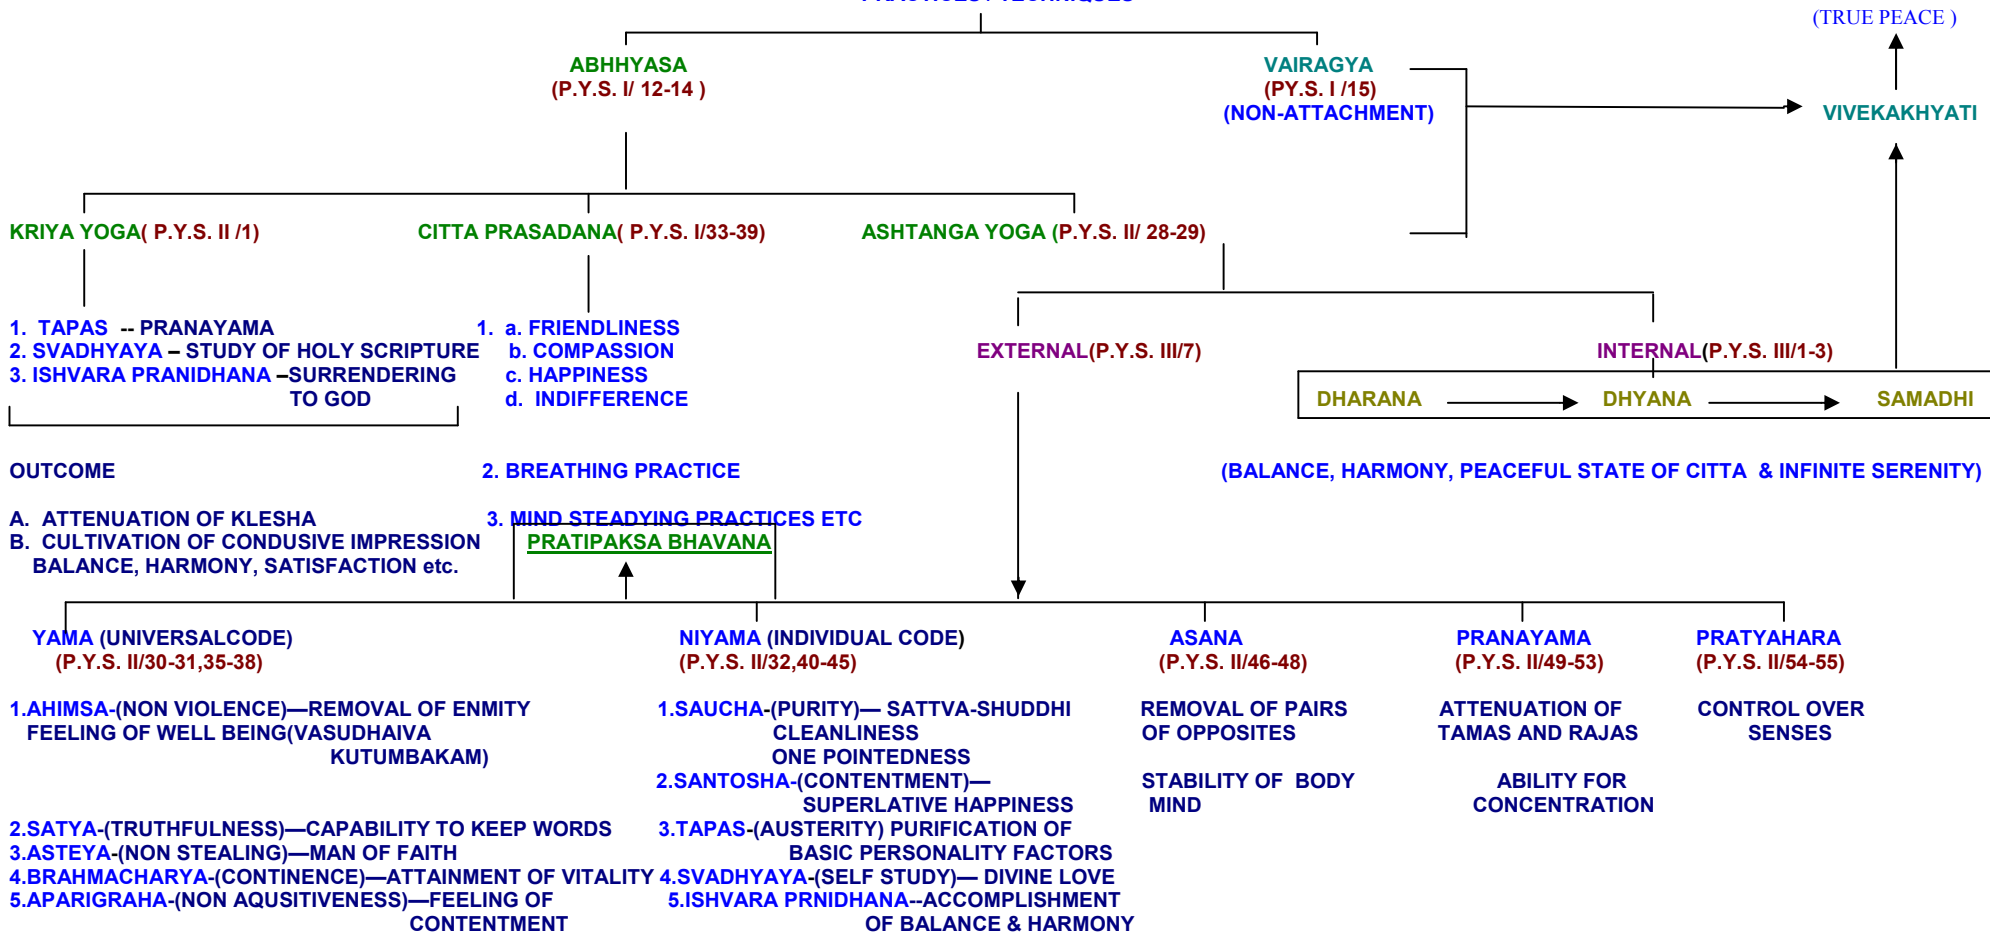 (TRUE PEACE )
ABHHYASA
(P.Y.S. I/ 12-14 )
VAIRAGYA
(PY.S. I /15)
(NON-ATTACHMENT)
VIVEKAKHYATI
KRIYA YOGA( P.Y.S. II /1)
CITTA PRASADANA( P.Y.S. I/33-39)
ASHTANGA YOGA (P.Y.S. II/ 28-29)
1. TAPAS -- PRANAYAMA
2. SVADHYAYA – STUDY OF HOLY SCRIPTURE
3. ISHVARA PRANIDHANA –SURRENDERING
TO GOD
1. a. FRIENDLINESS
b. COMPASSION
c. HAPPINESS
d. INDIFFERENCE
EXTERNAL(P.Y.S. III/7)
INTERNAL(P.Y.S. III/1-3)
DHARANA
DHYANA
SAMADHI
OUTCOME
2. BREATHING PRACTICE
(BALANCE, HARMONY, PEACEFUL STATE OF CITTA & INFINITE SERENITY)
A. ATTENUATION OF KLESHA
B. CULTIVATION OF CONDUSIVE IMPRESSION
BALANCE, HARMONY, SATISFACTION etc.
3. MIND STEADYING PRACTICES ETC
PRATIPAKSA BHAVANA
YAMA (UNIVERSALCODE)
(P.Y.S. II/30-31,35-38)
NIYAMA (INDIVIDUAL CODE)
(P.Y.S. II/32,40-45)
ASANA
(P.Y.S. II/46-48)
PRANAYAMA
(P.Y.S. II/49-53)
PRATYAHARA
(P.Y.S. II/54-55)
1.AHIMSA-(NON VIOLENCE)—REMOVAL OF ENMITY
FEELING OF WELL BEING(VASUDHAIVA
KUTUMBAKAM)
2.SATYA-(TRUTHFULNESS)—CAPABILITY TO KEEP WORDS
3.ASTEYA-(NON STEALING)—MAN OF FAITH
4.BRAHMACHARYA-(CONTINENCE)—ATTAINMENT OF VITALITY
5.APARIGRAHA-(NON AQUSITIVENESS)—FEELING OF
CONTENTMENT
1.SAUCHA-(PURITY)— SATTVA-SHUDDHI
CLEANLINESS
ONE POINTEDNESS
2.SANTOSHA-(CONTENTMENT)—
SUPERLATIVE HAPPINESS
3.TAPAS-(AUSTERITY) PURIFICATION OF
BASIC PERSONALITY FACTORS
4.SVADHYAYA-(SELF STUDY)— DIVINE LOVE
5.ISHVARA PRNIDHANA--ACCOMPLISHMENT
OF BALANCE & HARMONY
REMOVAL OF PAIRS
OF OPPOSITES
STABILITY OF BODY
MIND
ATTENUATION OF
TAMAS AND RAJAS
ABILITY FOR
CONCENTRATION
CONTROL OVER
SENSES